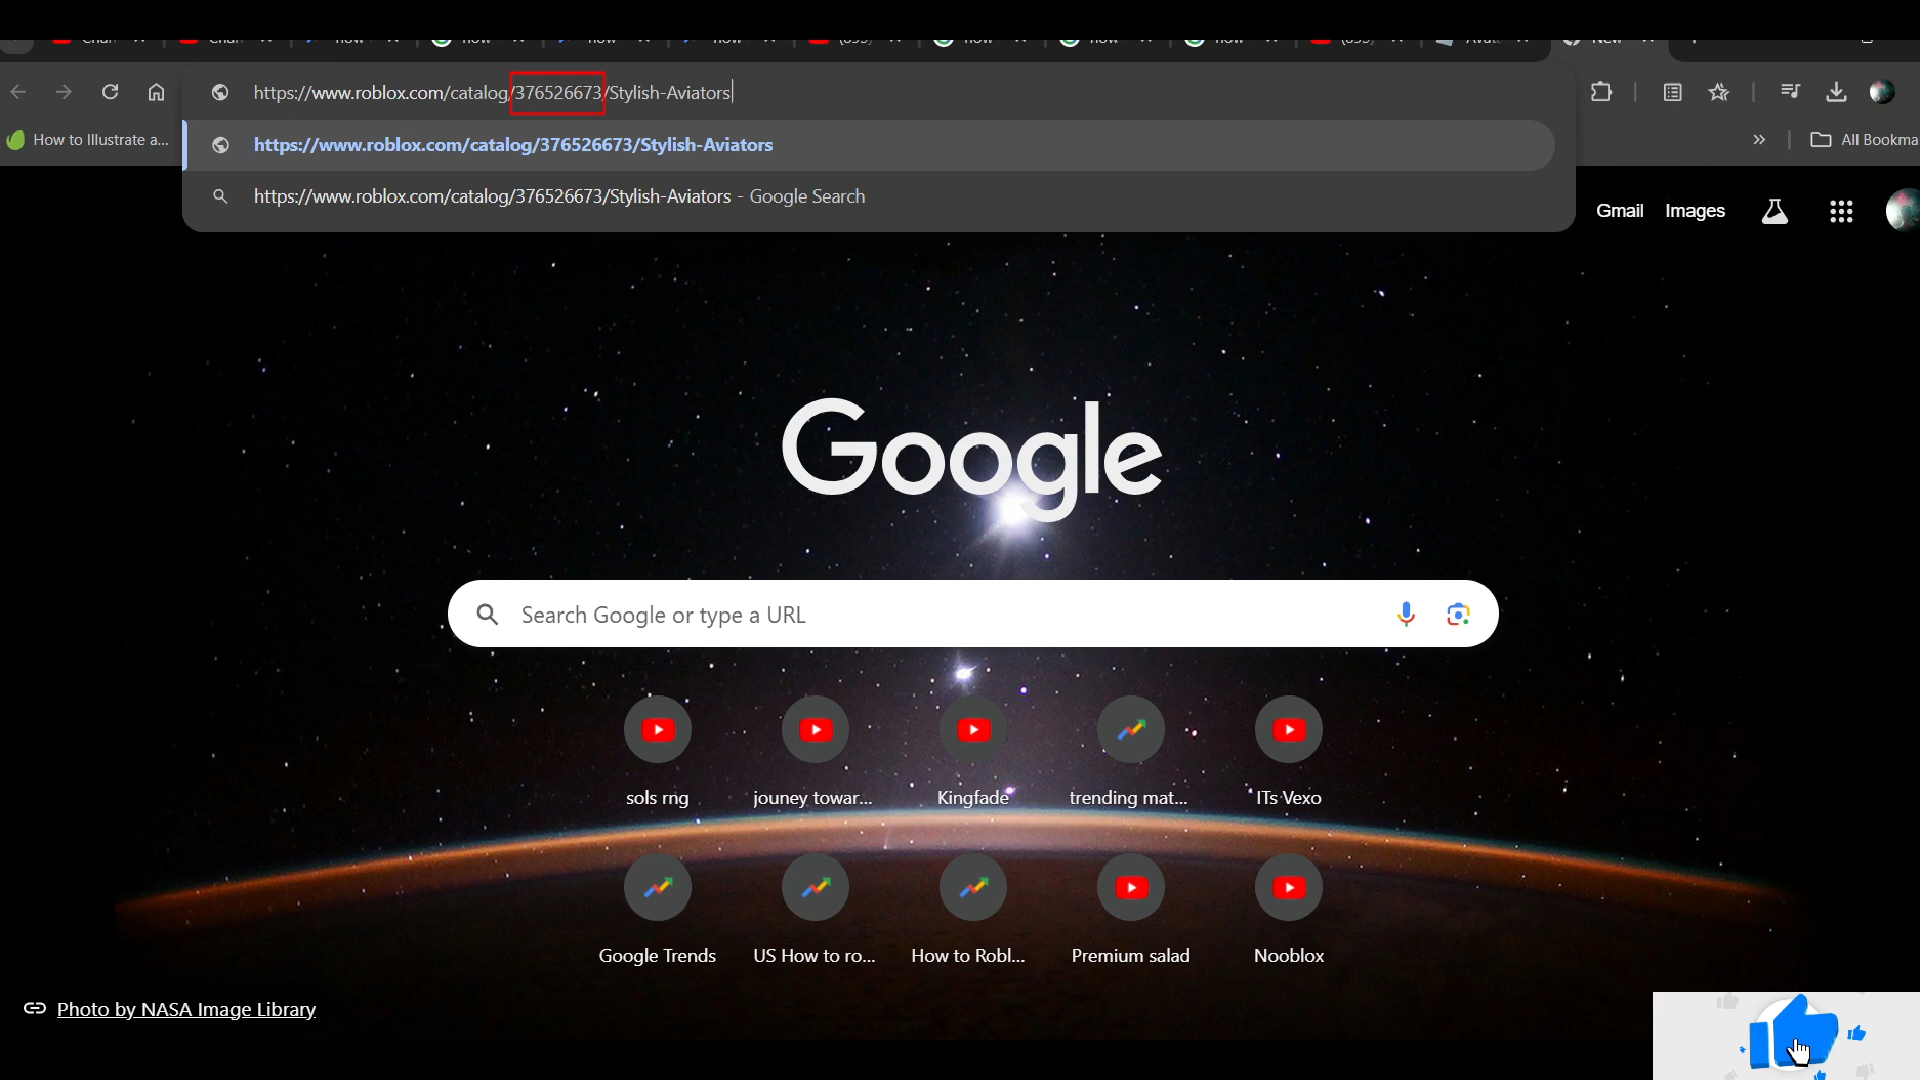 https://www.roblox.com/catalog/376526673/Stylish-Aviators
How to Illustrate a...
https://www.roblox.com/catalog/376526673/Stylish-Aviators
All Bookma
https://www.roblox.com/catalog/376526673/Stylish-Aviators - Google Search
Gmail Images
Google
Search Google or type a URL
sols rng
jouney towar...
Kingfade
trending mat...
ITs Vexo
Google Trends
US How to ro...
How to Robl...
Premium salad
Nooblox
Photo by NASA Image Library